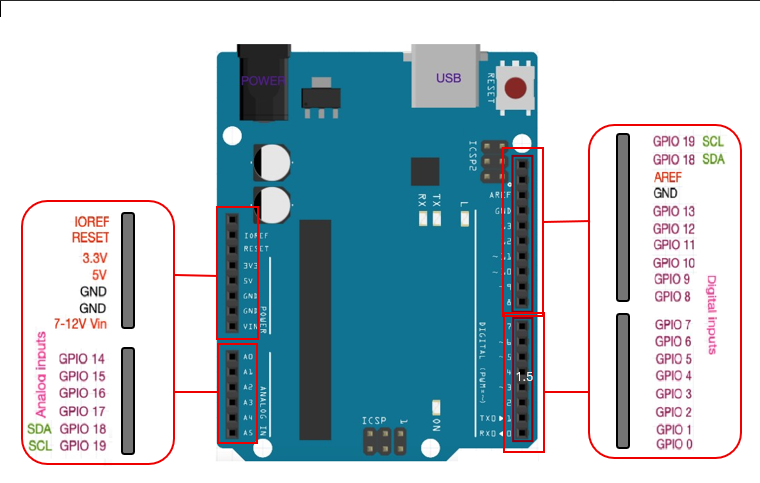 POWER
USB
RESET
ICSP2
IOREF
RESET
3.3V
5V
GND
GND
7-12V Vin
Analog inputs
GPIO 14
GPIO 15
GPIO 16
GPIO 17
SDA GPIO 18
SCL GPIO 19
IOREF
RESET
3V3
5V
GND
GND
VIN
POWER
A0
A1
A2
A3
A4
A5
ANALOG IN
RX
TX
L
ICSP
1
ON
AREF
GND
13
12
~11
~10
~9
8
DIGITAL (PWM=~)
7
~6
~5
4
1.5
~3
2
TXD▶1
RXD◀0
GPIO 19 SCL
GPIO 18 SDA
AREF
GND
GPIO 13
GPIO 12
GPIO 11
GPIO 10
GPIO 9
GPIO 8
Digital inputs
GPIO 7
GPIO 6
GPIO 5
GPIO 4
GPIO 3
GPIO 2
GPIO 1
GPIO 0